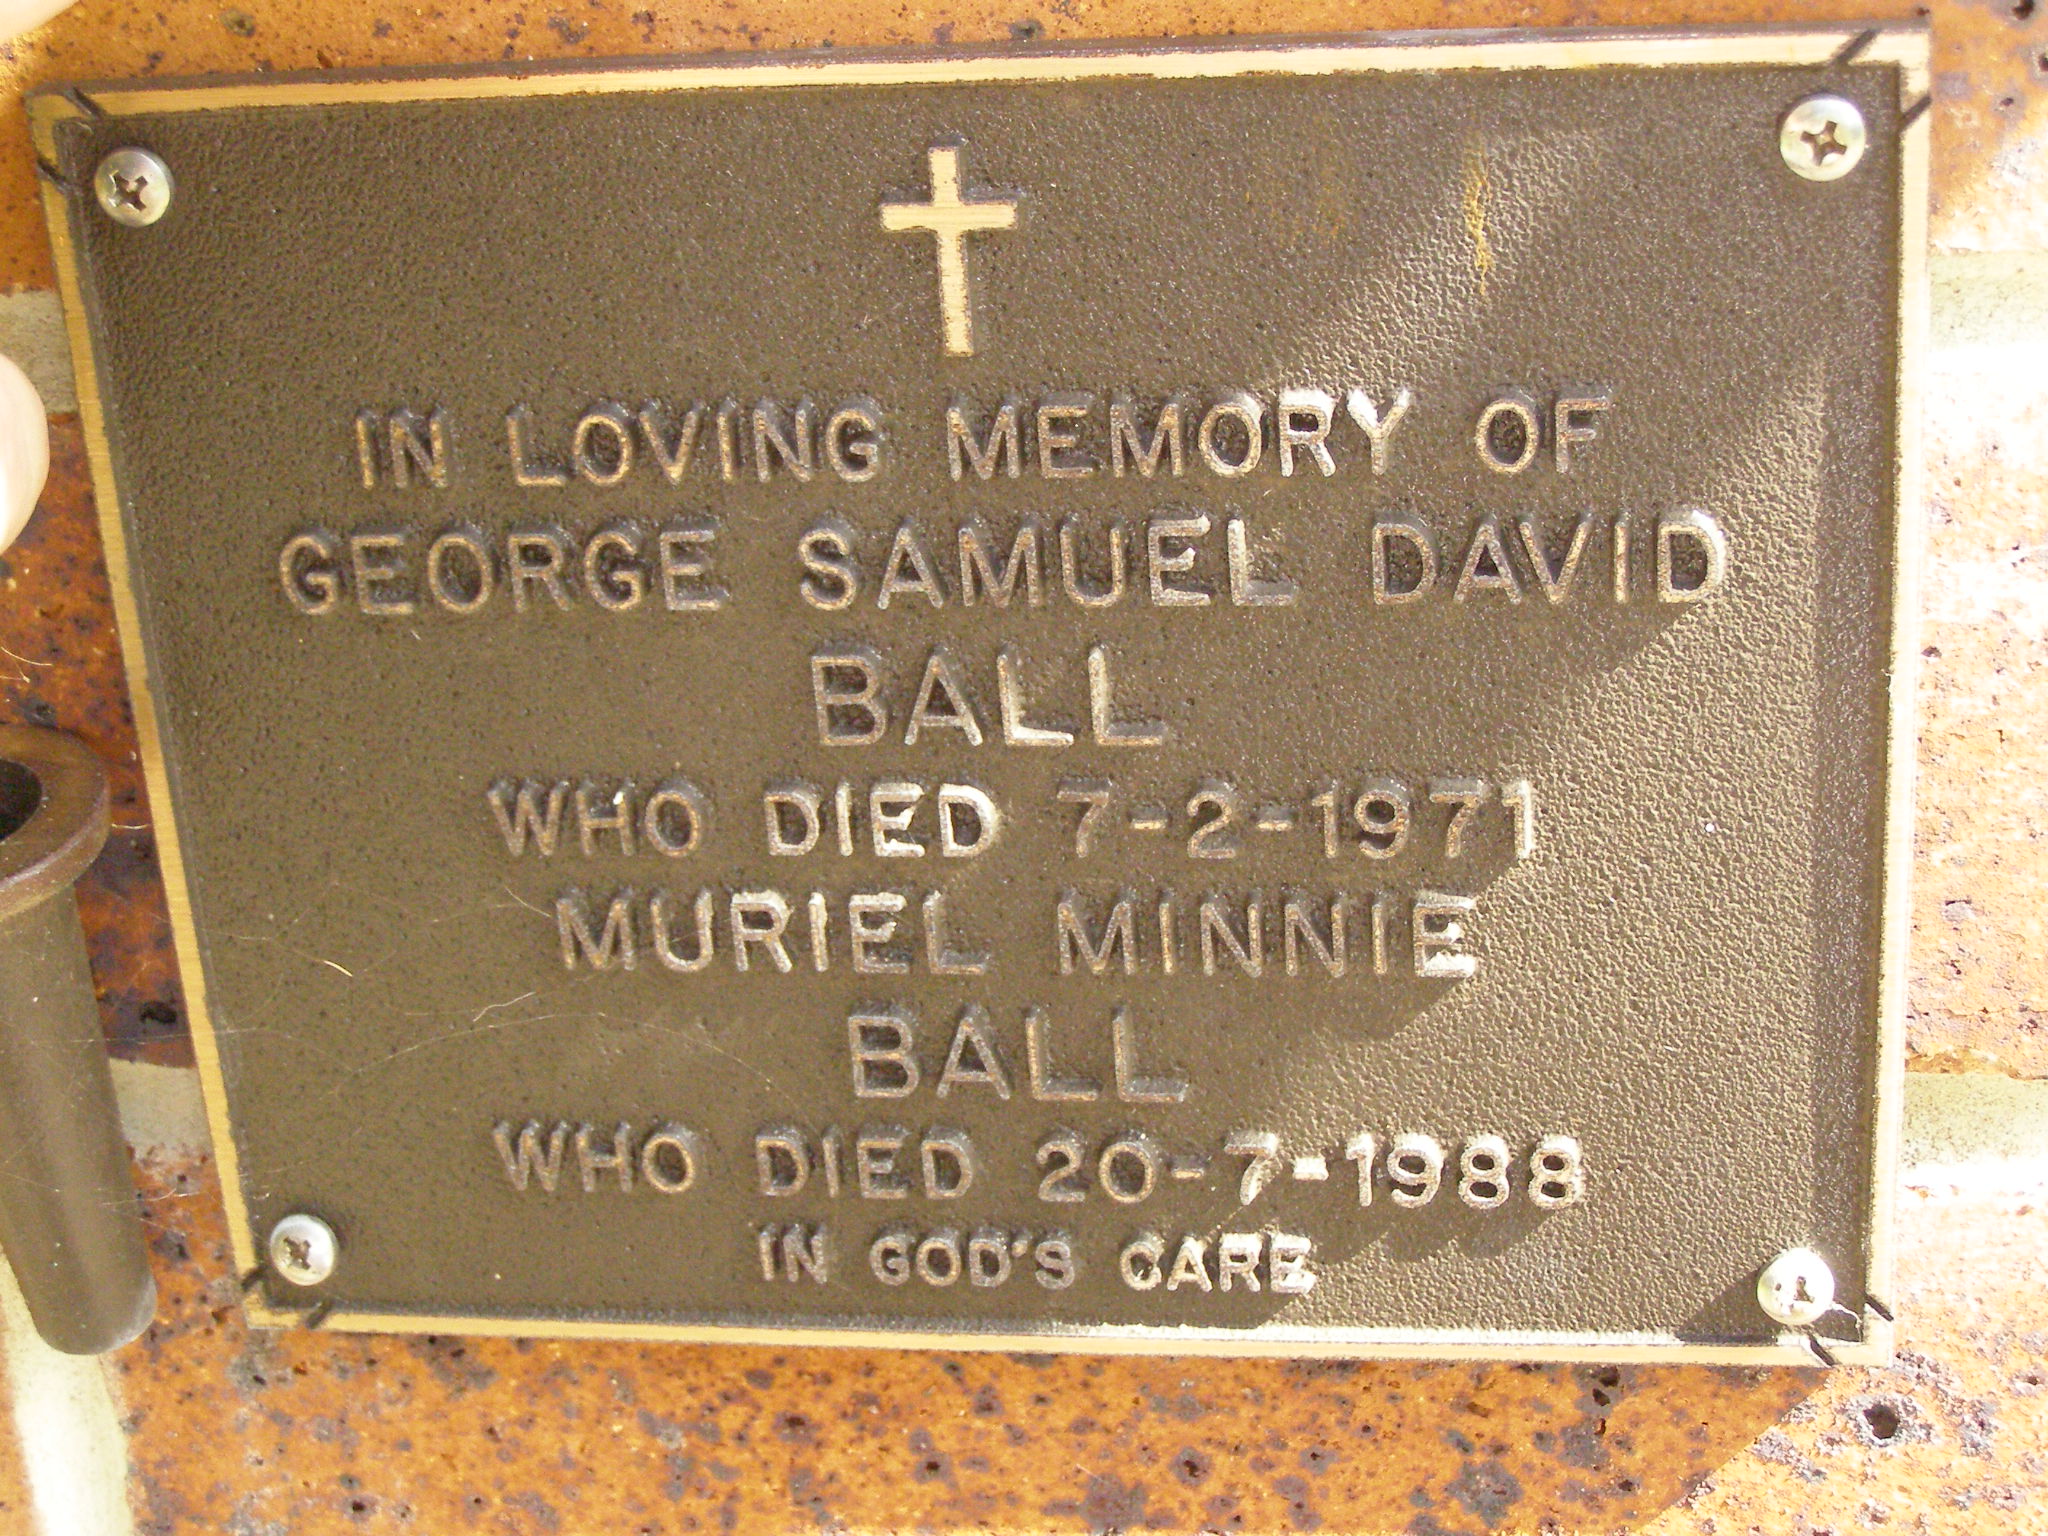 IN LOVING MEMORY OF
GEORGE SAMUEL DAVID
BALL
WHO DIED 7-2-1971
MURIEL MINNIE
BALL
WHO DIED 20-7-1988
IN GOD'S CARE